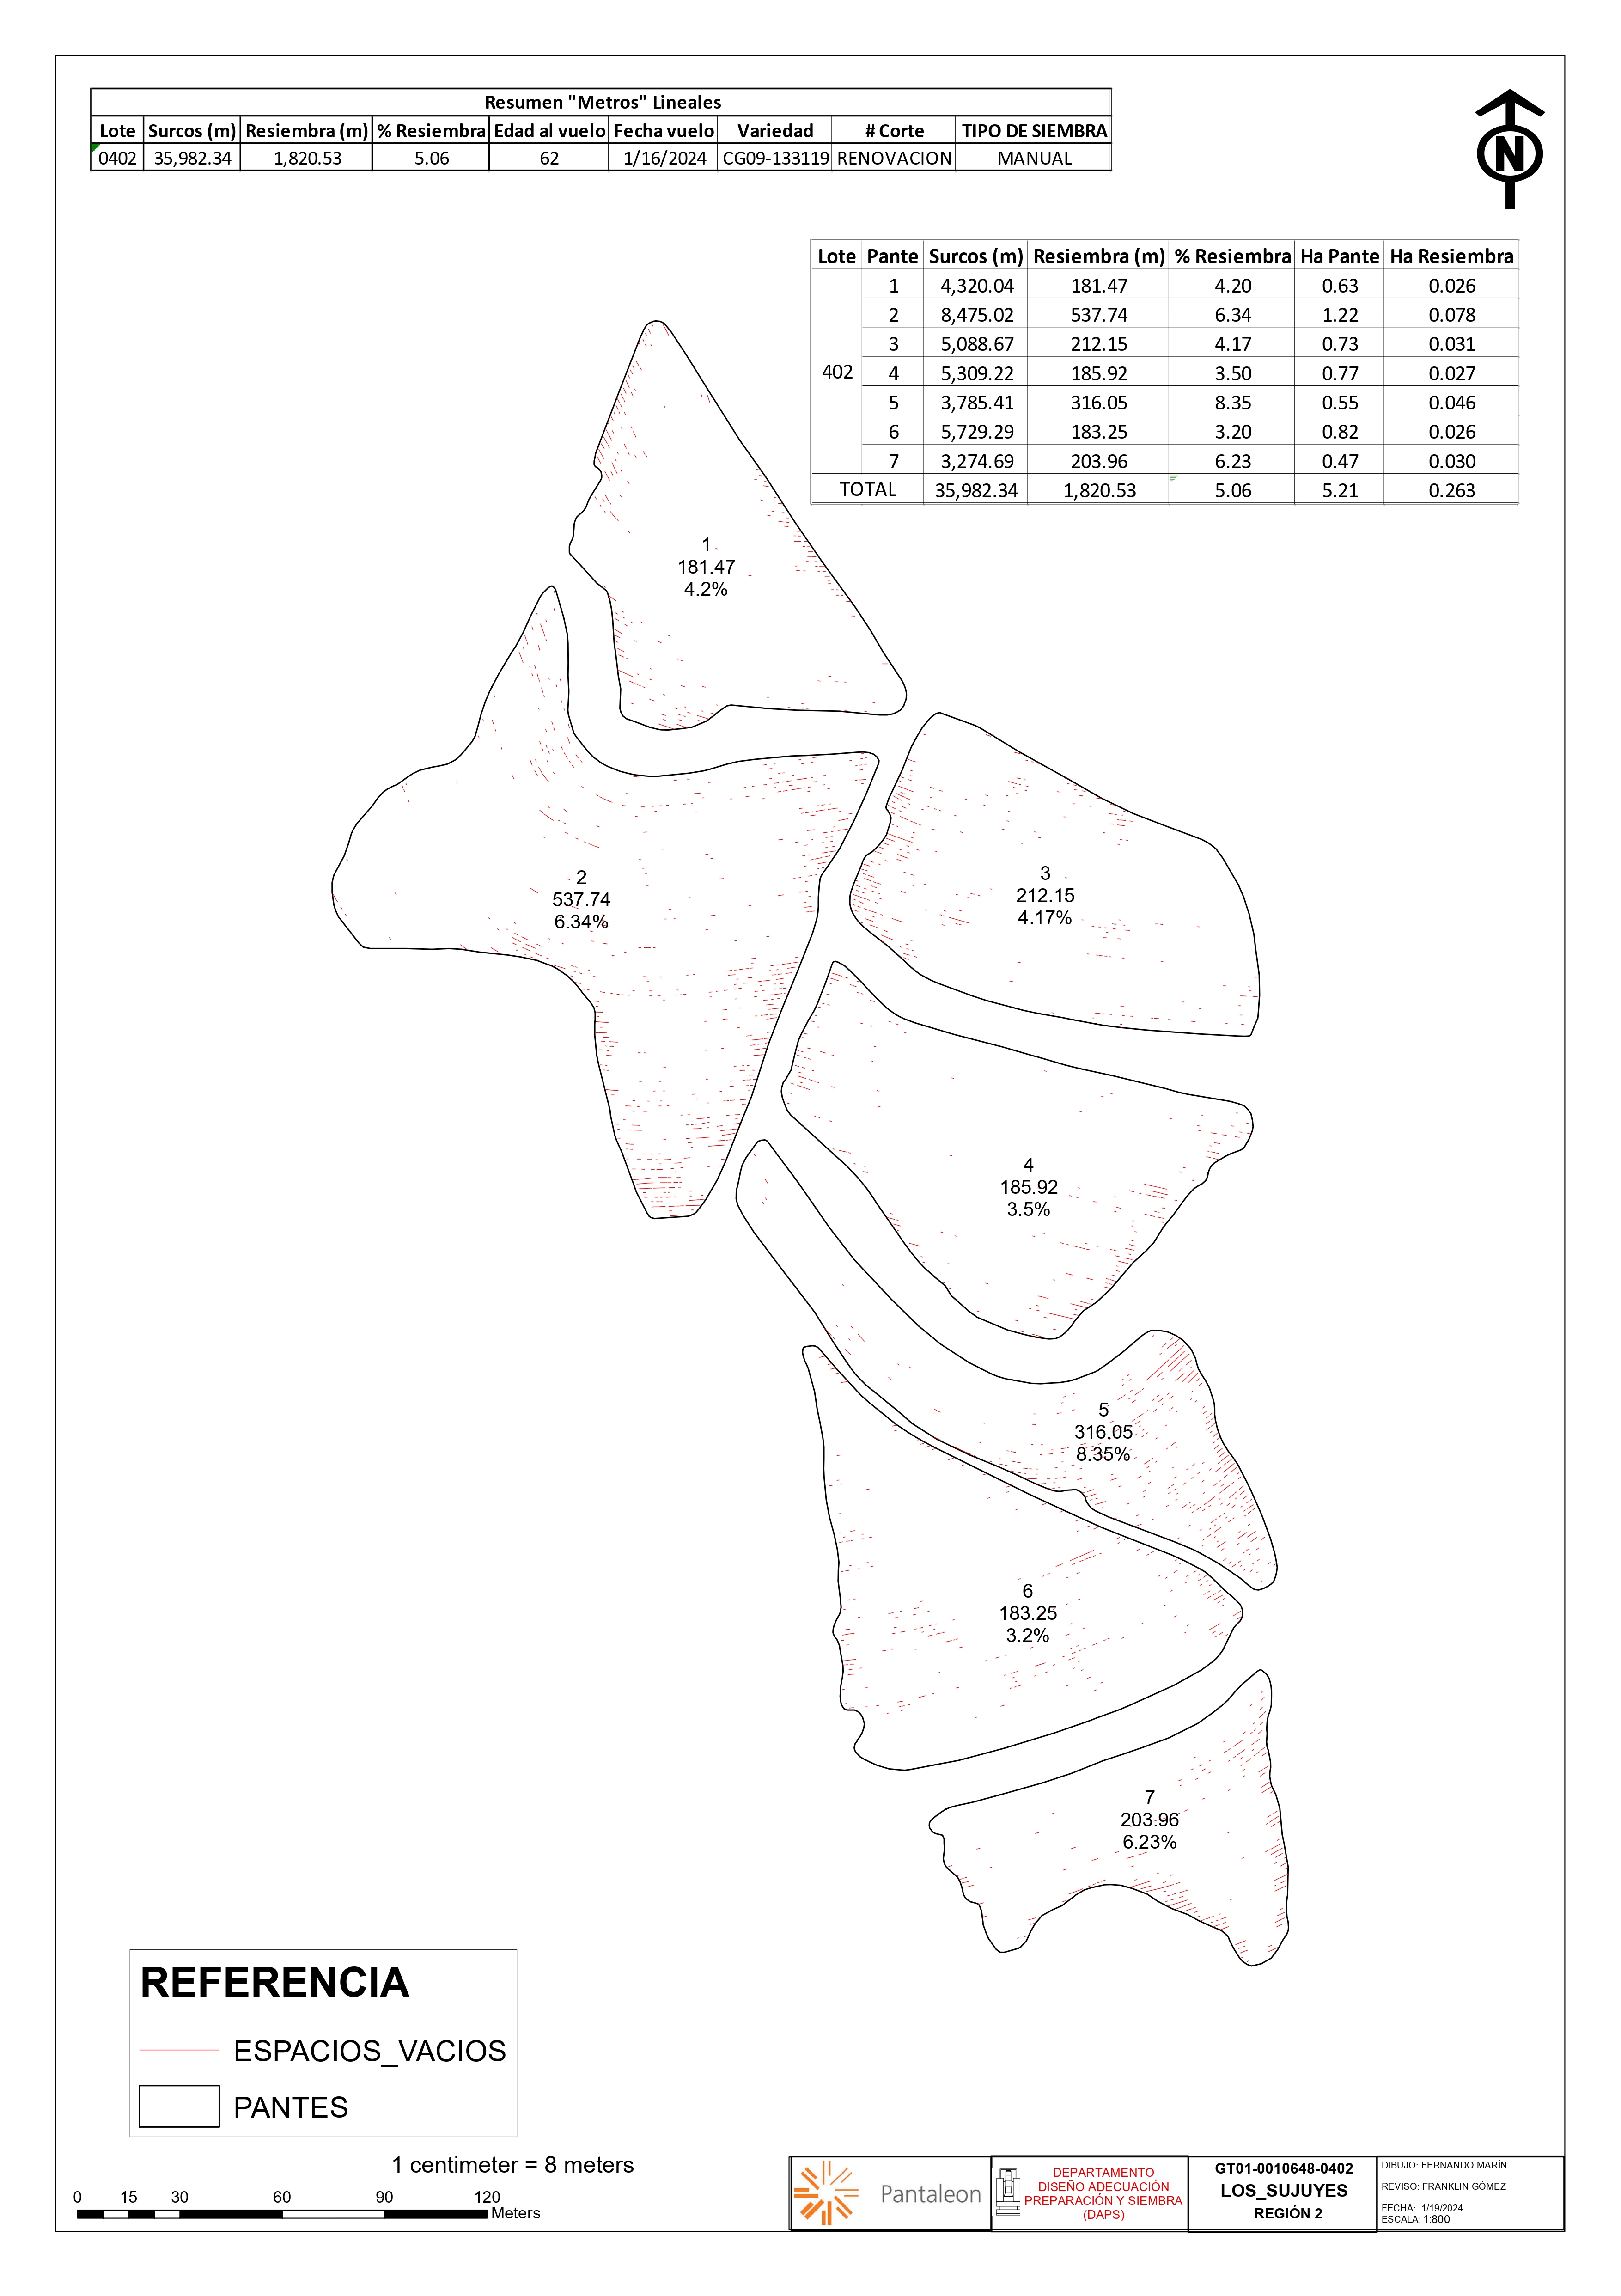 Resumen "Metros" Lineales
Lote Surcos (m) Resiembra (m) % Resiembra Edad al vuelo Fecha vuelo Variedad # Corte TIPO DE SIEMBRA
0402 35,982.34 1,820.53 5.06 62 1/16/2024 CG09-133119 RENOVACION MANUAL
N
Lote Pante Surcos (m) Resiembra (m) % Resiembra Ha Pante Ha Resiembra
1 4,320.04 181.47 4.20 0.63 0.026
2 8,475.02 537.74 6.34 1.22 0.078
3 5,088.67 212.15 4.17 0.73 0.031
402 4 5,309.22 185.92 3.50 0.77 0.027
5 3,785.41 316.05 8.35 0.55 0.046
6 5,729.29 183.25 3.20 0.82 0.026
7 3,274.69 203.96 6.23 0.47 0.030
TOTAL 35,982.34 1,820.53 5.06 5.21 0.263
1
181.47
4.2%
2
537.74
6.34%
3
212.15
4.17%
4
185.92
3.5%
5
316.05
8.35%
6
183.25
3.2%
7
203.96
6.23%
REFERENCIA
ESPACIOS_VACIOS
PANTES
1 centimeter = 8 meters
0 15 30 60 90 120
Meters
Pantaleon
DEPARTAMENTO
DISEÑO ADECUACIÓN
PREPARACIÓN Y SIEMBRA
(DAPS)
GT01-0010648-0402
LOS_SUJUYES
REGIÓN 2
DIBUJO: FERNANDO MARÍN
REVISO: FRANKLIN GÓMEZ
FECHA: 1/19/2024
ESCALA: 1:800